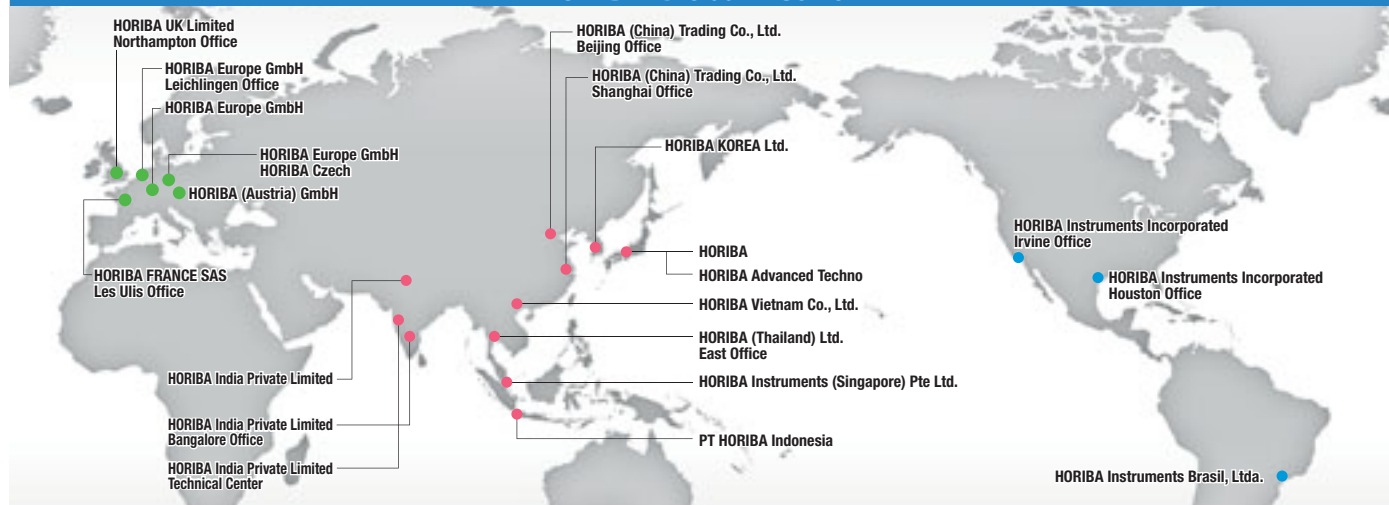 HORIBA UK Limited
Northampton Office
HORIBA Europe GmbH
Leichlingen Office
HORIBA Europe GmbH
HORIBA Europe GmbH
HORIBA Czech
HORIBA (Austria) GmbH
HORIBA FRANCE SAS
Les Ulis Office
HORIBA India Private Limited
HORIBA India Private Limited
Bangalore Office
HORIBA India Private Limited
Technical Center
HORIBA (China) Trading Co., Ltd.
Beijing Office
HORIBA (China) Trading Co., Ltd.
Shanghai Office
HORIBA KOREA Ltd.
HORIBA
HORIBA Advanced Techno
HORIBA Vietnam Co., Ltd.
HORIBA (Thailand) Ltd.
East Office
HORIBA Instruments (Singapore) Pte Ltd.
PT HORIBA Indonesia
HORIBA Instruments Incorporated
Irvine Office
HORIBA Instruments Incorporated
Houston Office
HORIBA Instruments Brasil, Ltda.